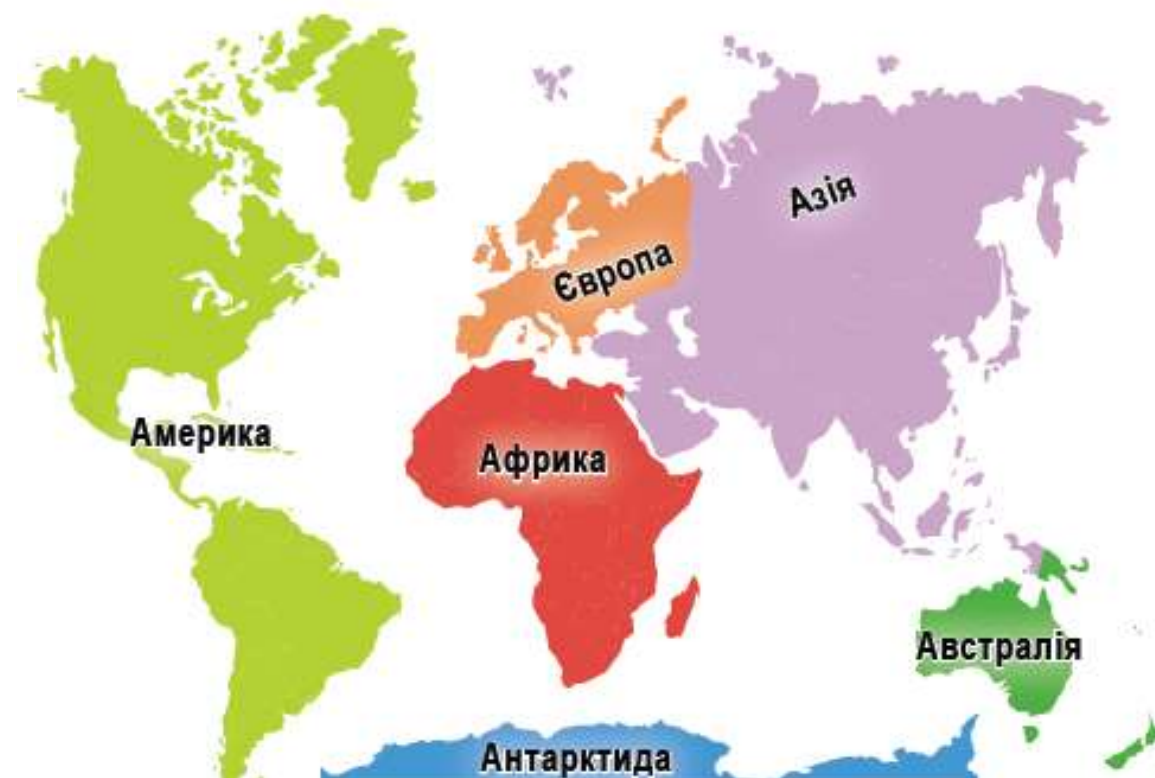 Азія
Європа
Америка
Африка
Австралія
Антарктида